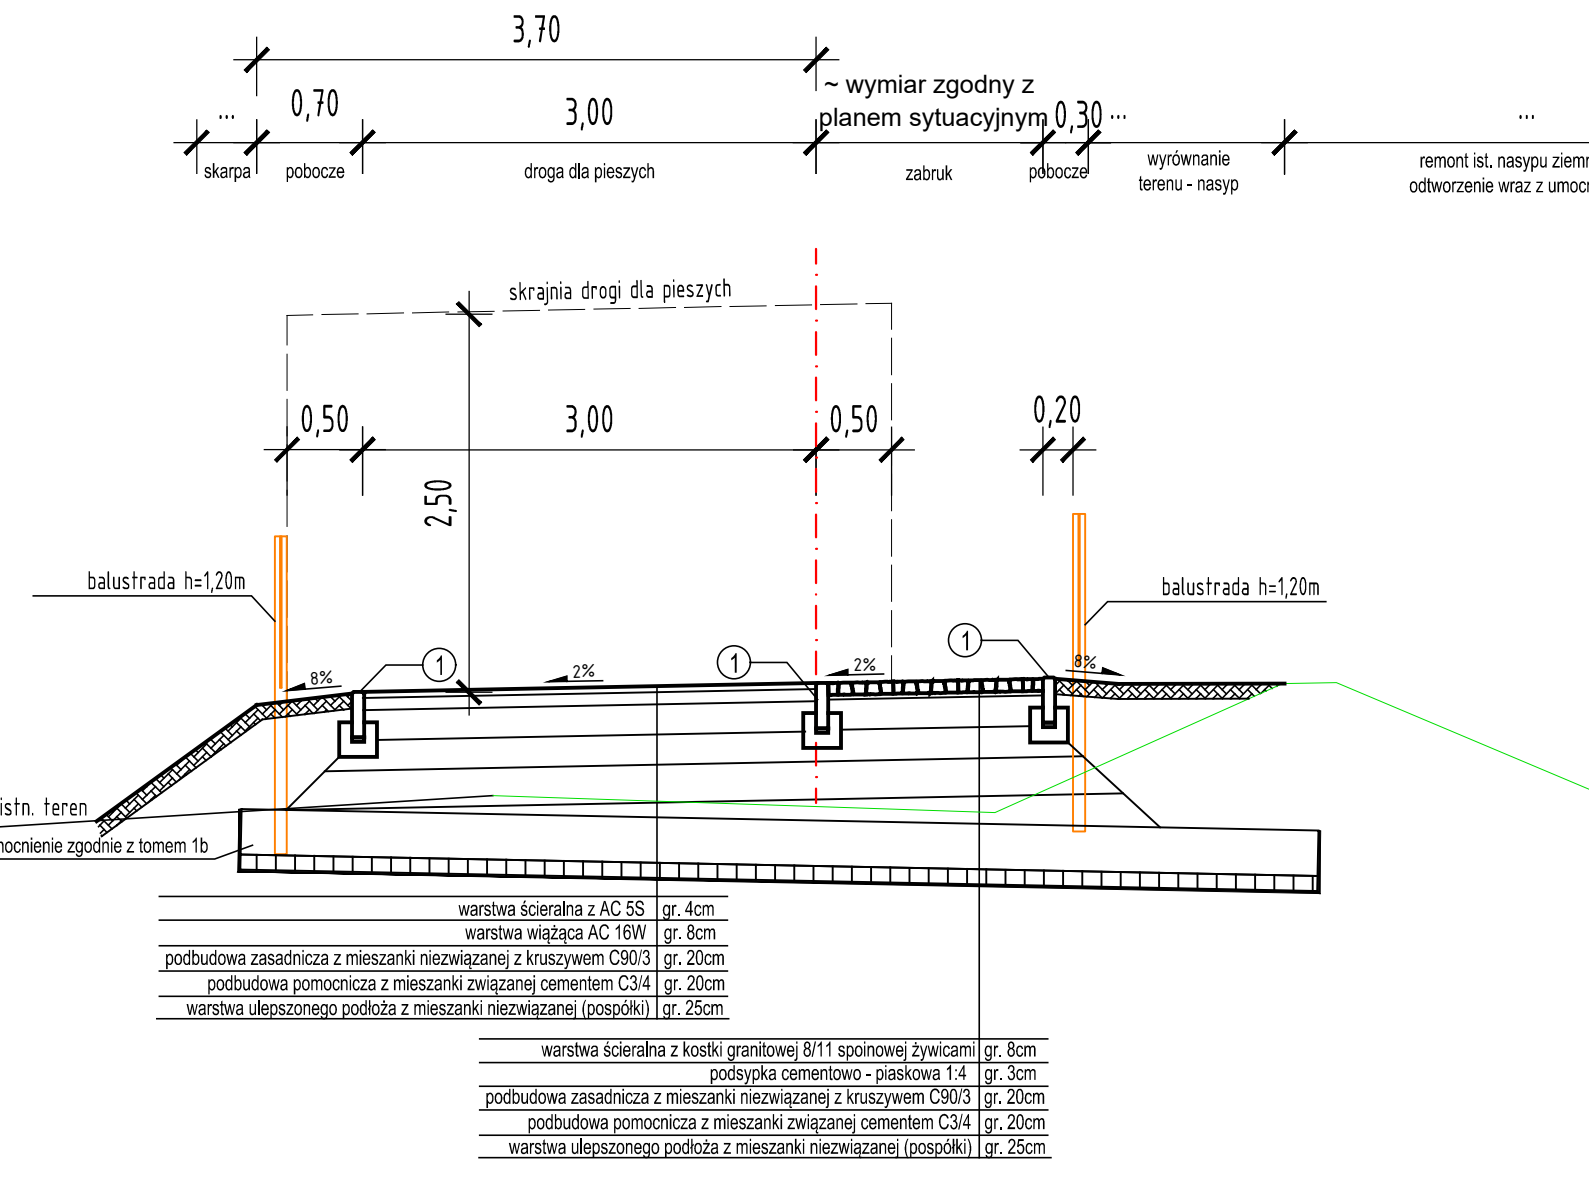 3,70
~ wymiar zgodny z
planem sytuacyjnym
... 0,70 3,00 0,30 ... ...
skarpa pobocze droga dla pieszych zabruk pobocze
wyrównanie
terenu - nasyp
remont ist. nasypu
odtworzenie wraz z
skrajnia drogi dla pieszych
0,50 3,00 0,50 0,20
2,50
balustrada h=1,20m
balustrada h=1,20m
1 1 1
8% 2% 2% 8%
istn. teren
zgodnie z tomem 1b
warstwa ścieralna z AC 5S gr. 4cm
warstwa wiążąca AC 16W gr. 8cm
podbudowa zasadnicza z mieszanki niezwiązanej z kruszywem C90/3 gr. 20cm
podbudowa pomocnicza z mieszanki związanej cementem C3/4 gr. 20cm
warstwa ulepszonego podłoża z mieszanki niezwiązanej (pospółki) gr. 25cm
warstwa ścieralna z kostki granitowej 8/11 spoinowej żywicami gr. 8cm
podsypka cementowo - piaskowa 1:4 gr. 3cm
podbudowa zasadnicza z mieszanki niezwiązanej z kruszywem C90/3 gr. 20cm
podbudowa pomocnicza z mieszanki związanej cementem C3/4 gr. 20cm
warstwa ulepszonego podłoża z mieszanki niezwiązanej (pospółki) gr. 25cm